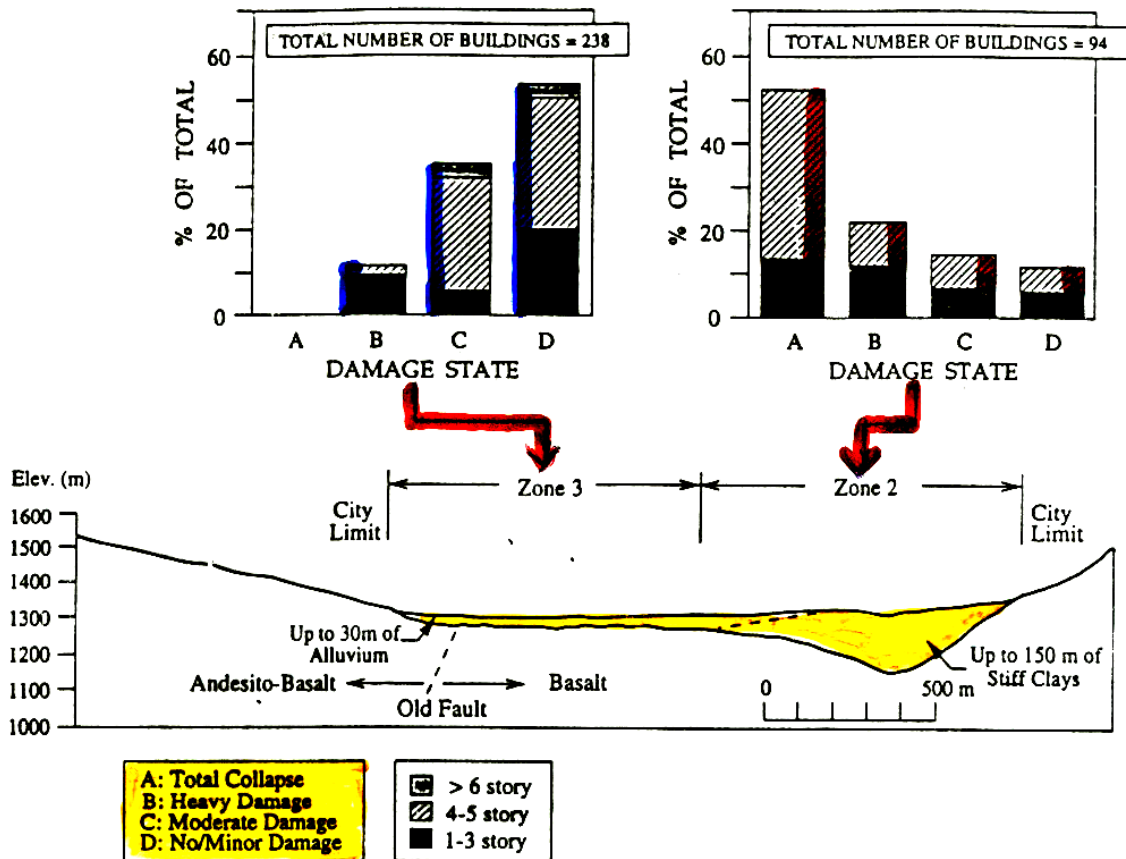 TOTAL NUMBER OF BUILDINGS = 238
60
40
20
0
% OF TOTAL
A B C D
DAMAGE STATE
TOTAL NUMBER OF BUILDINGS = 94
60
40
20
0
% OF TOTAL
A B C D
DAMAGE STATE
Elev. (m)
1600
1500
1400
1300
1200
1100
1000
City
Limit
Zone 3
Zone 2
City
Limit
Up to 30m of
Alluvium
Andesito-Basalt
Basalt
Old Fault
Up to 150 m of
Stiff Clays
0 500 m
A: Total Collapse
B: Heavy Damage
C: Moderate Damage
D: No/Minor Damage
> 6 story
4-5 story
1-3 story